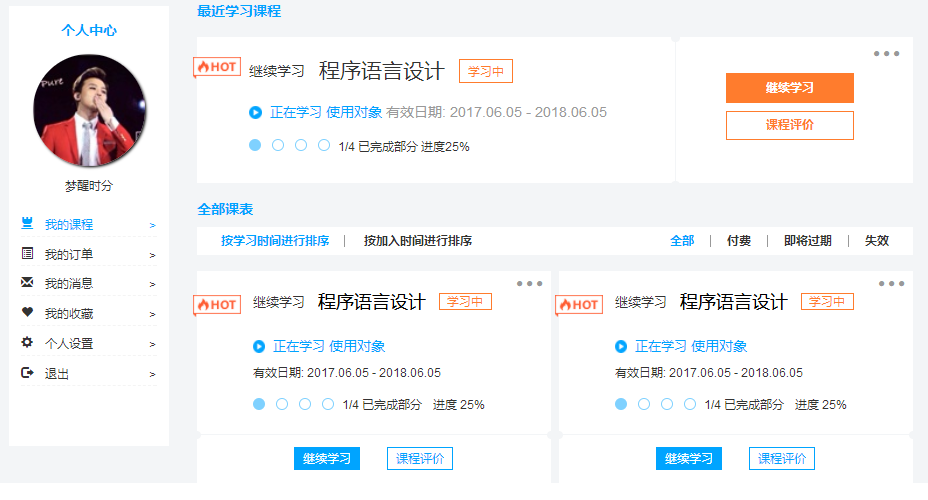 个人中心
Pure
梦醒时分
我的课程 >
我的订单 >
我的消息 >
我的收藏 >
个人设置 >
退出 >
最近学习课程
HOT 继续学习 程序语言设计 学习中
正在学习 使用对象 有效日期: 2017.06.05 - 2018.06.05
1/4 已完成部分 进度25%
继续学习
课程评价
全部课表
按学习时间进行排序 | 按加入时间进行排序
全部 | 付费 | 即将过期 | 失效
HOT 继续学习 程序语言设计 学习中
正在学习 使用对象
有效日期: 2017.06.05 - 2018.06.05
1/4 已完成部分 进度 25%
继续学习 课程评价
HOT 继续学习 程序语言设计 学习中
正在学习 使用对象
有效日期: 2017.06.05 - 2018.06.05
1/4 已完成部分 进度 25%
继续学习 课程评价